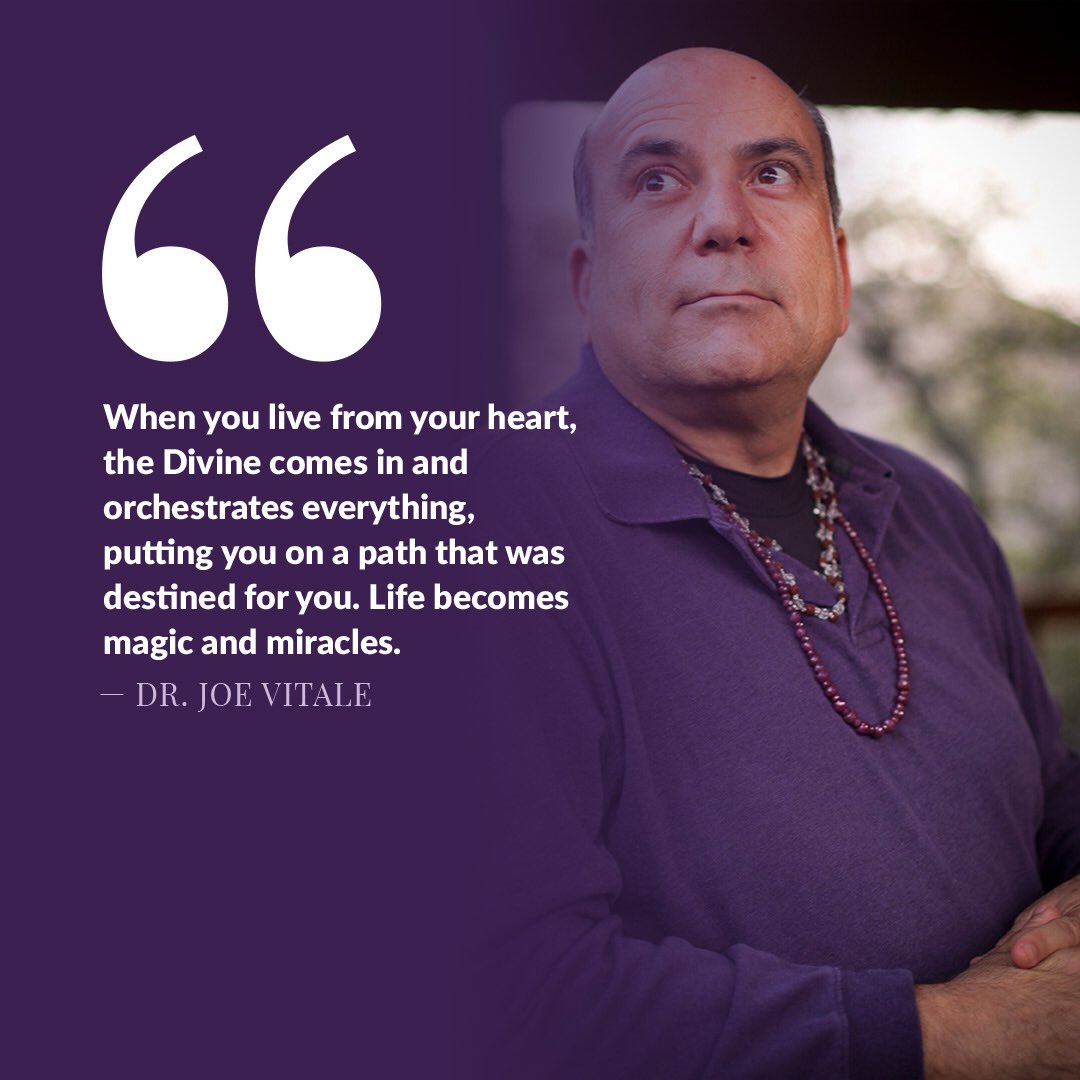 “
When you live from your heart,
the Divine comes in and
orchestrates everything,
putting you on a path that was
destined for you. Life becomes
magic and miracles.
— DR. JOE VITALE